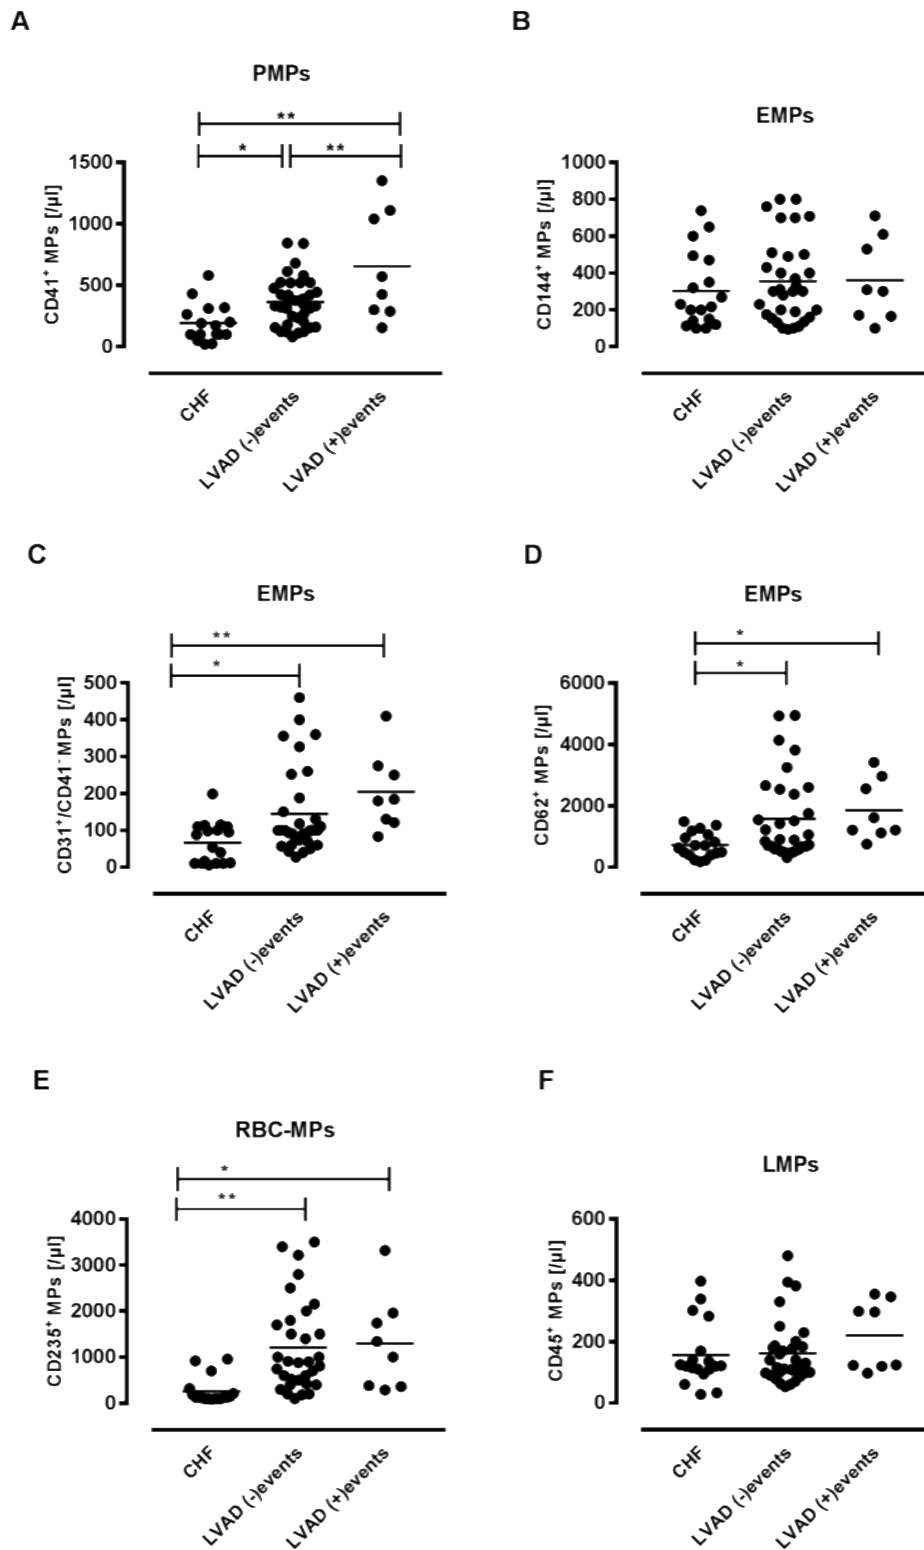 A
B
PMPs
EMPs
**
*
**
CD41⁺ MPs [/µl]
1500
1000
500
0
CHF
LVAD (-)events
LVAD (+)events
CD144⁺ MPs [/µl]
1000
800
600
400
200
0
CHF
LVAD (-)events
LVAD (+)events
C
D
EMPs
EMPs
**
*
CD31⁺/CD41⁻MPs [/µl]
500
400
300
200
100
0
CHF
LVAD (-)events
LVAD (+)events
*
*
CD62⁺ MPs [/µl]
6000
4000
2000
0
CHF
LVAD (-)events
LVAD (+)events
E
F
RBC-MPs
LMPs
*
**
CD235⁺ MPs [/µl]
4000
3000
2000
1000
0
CHF
LVAD (-)events
LVAD (+)events
CD45⁺ MPs [/µl]
600
400
200
0
CHF
LVAD (-)events
LVAD (+)events